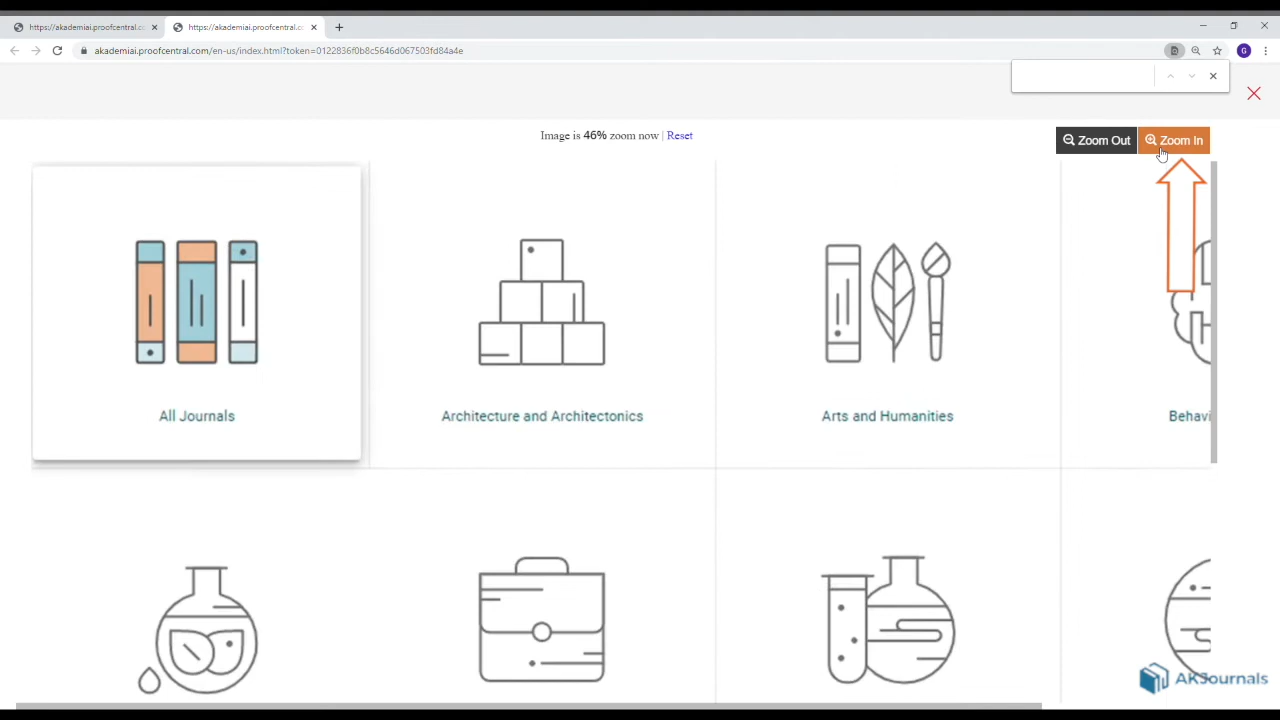 https://akademiai.proofcentral.c
https://akademiai.proofcentral.c
akademiai.proofcentral.com/en-us/index.html?token=0122836f0b8c5646d067503fd84a4e
G
Image is 46% zoom now | Reset
Zoom Out
Zoom In
All Journals
Architecture and Architectonics
Arts and Humanities
Behavi
AKJournals